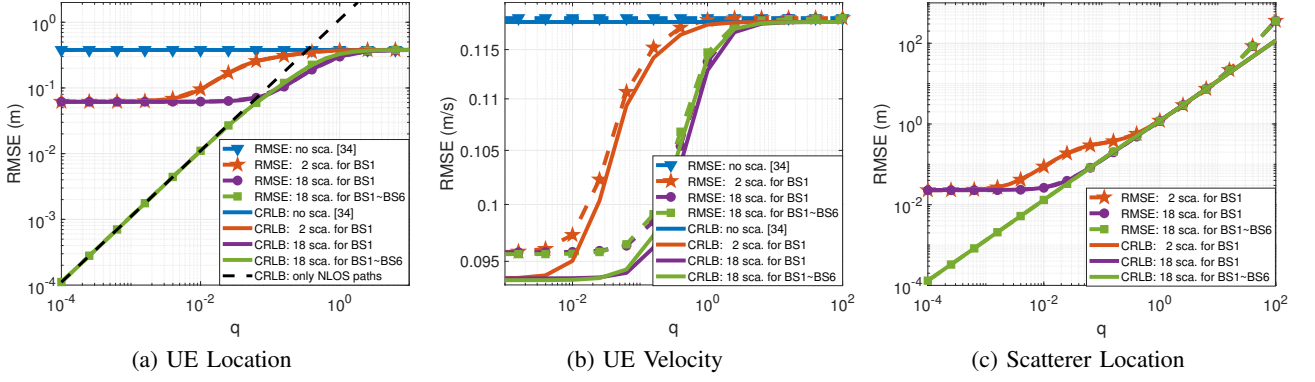 10^0
10^-1
10^-2
10^-3
10^-4
RMSE (m)
10^-4
10^-2
10^0
q
RMSE: no sca. [34]
RMSE: 2 sca. for BS1
RMSE: 18 sca. for BS1
RMSE: 18 sca. for BS1~BS6
CRLB: no sca. [34]
CRLB: 2 sca. for BS1
CRLB: 18 sca. for BS1
CRLB: 18 sca. for BS1~BS6
CRLB: only NLOS paths
(a) UE Location
0.115
0.11
0.105
0.1
0.095
RMSE (m/s)
10^-2
10^0
10^2
q
RMSE: no sca. [34]
RMSE: 2 sca. for BS1
RMSE: 18 sca. for BS1
RMSE: 18 sca. for BS1~BS6
CRLB: no sca. [34]
CRLB: 2 sca. for BS1
CRLB: 18 sca. for BS1
CRLB: 18 sca. for BS1~BS6
(b) UE Velocity
10^2
10^0
10^-2
10^-4
RMSE (m)
10^-4
10^-2
10^0
10^2
q
RMSE: 2 sca. for BS1
RMSE: 18 sca. for BS1
RMSE: 18 sca. for BS1~BS6
CRLB: 2 sca. for BS1
CRLB: 18 sca. for BS1
CRLB: 18 sca. for BS1~BS6
(c) Scatterer Location